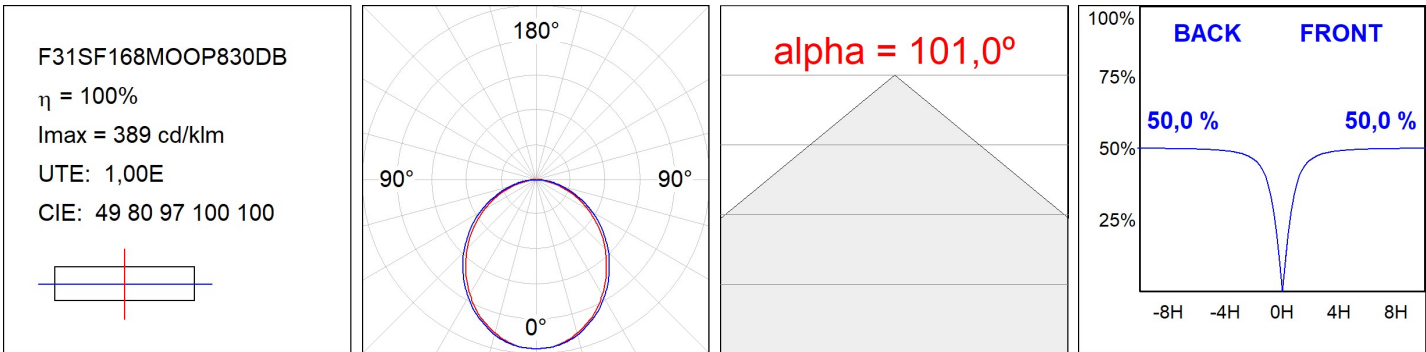 F31SF168MOOP830DB
η = 100%
Imax = 389 cd/klm
UTE: 1,00E
CIE: 49 80 97 100 100
180°
90° 90°
0°
alpha = 101,0º
100%
BACK FRONT
75%
50,0 % 50,0 %
50%
25%
-8H -4H 0H 4H 8H